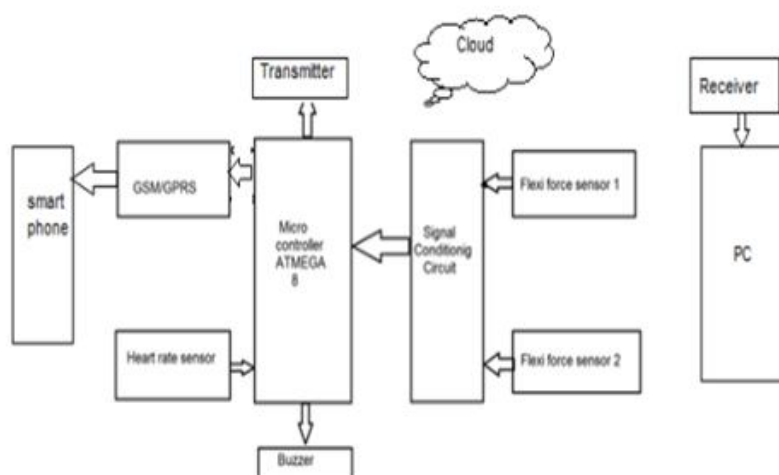 Cloud
Transmitter
Receiver
GSM/GPRS
smart
phone
Micro
controller
ATMEGA
8
Signal
Conditionig
Circuit
Flexi force sensor 1
PC
Heart rate sensor
Flexi force sensor 2
Buzzer